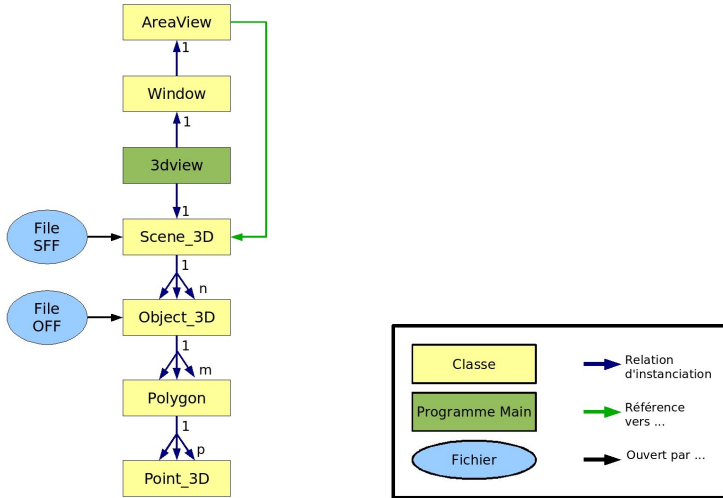 AreaView
1
Window
1
3dview
1
File
SFF
Scene_3D
1
n
File
OFF
Object_3D
1
m
Polygon
1
p
Point_3D
Classe
Relation
d'instanciation
Programme Main
Référence
vers ...
Fichier
Ouvert par ...